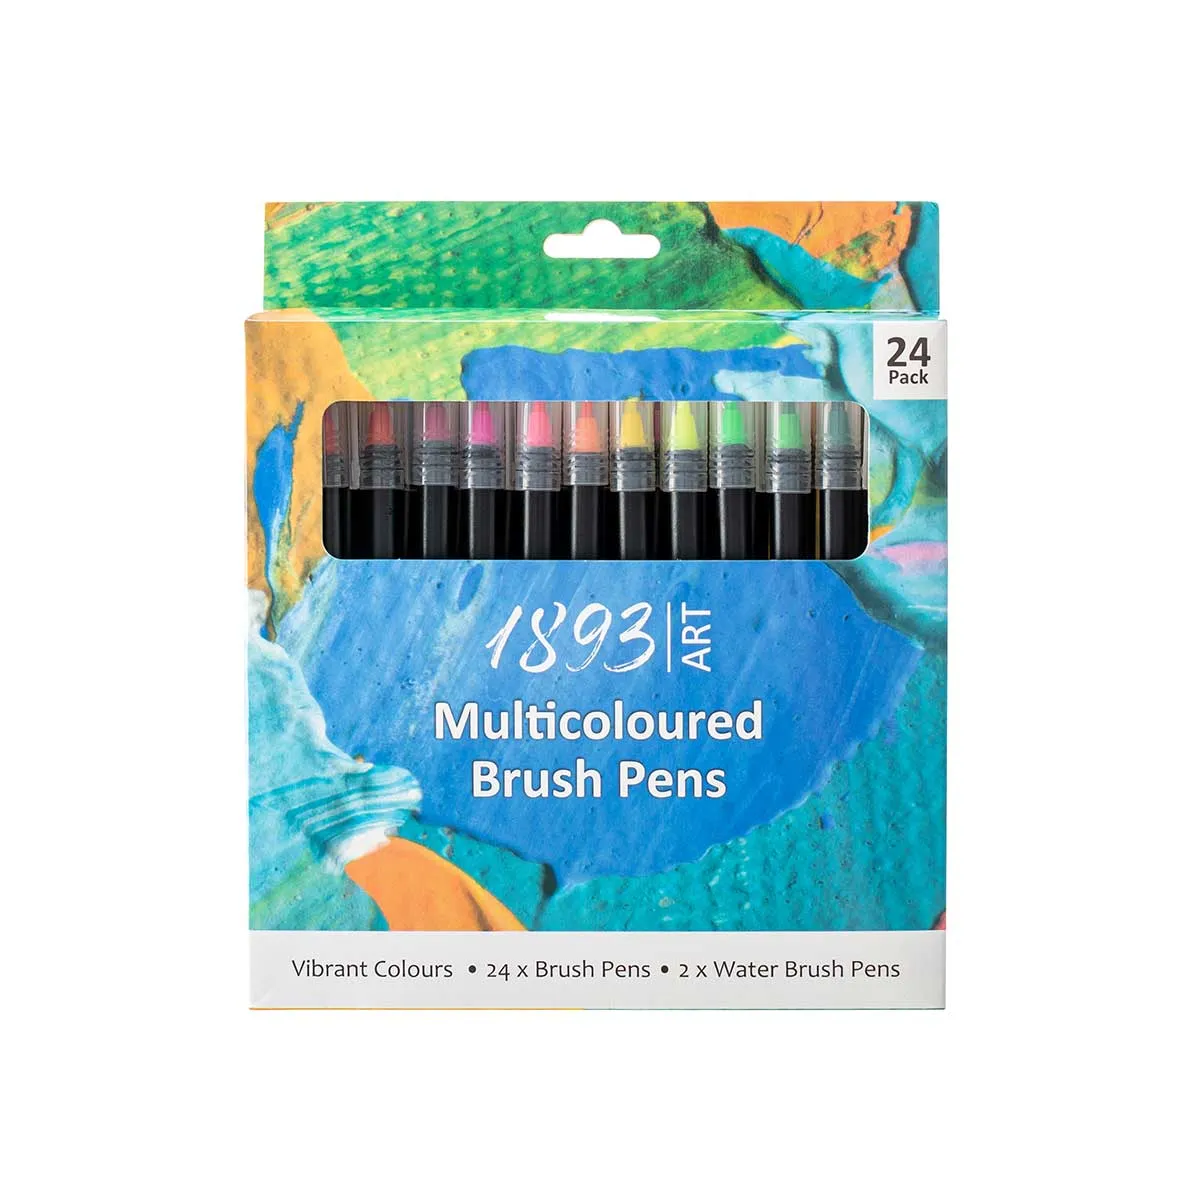 24
Pack
1893 ART
Multicoloured
Brush Pens
Vibrant Colours • 24 x Brush Pens • 2 x Water Brush Pens